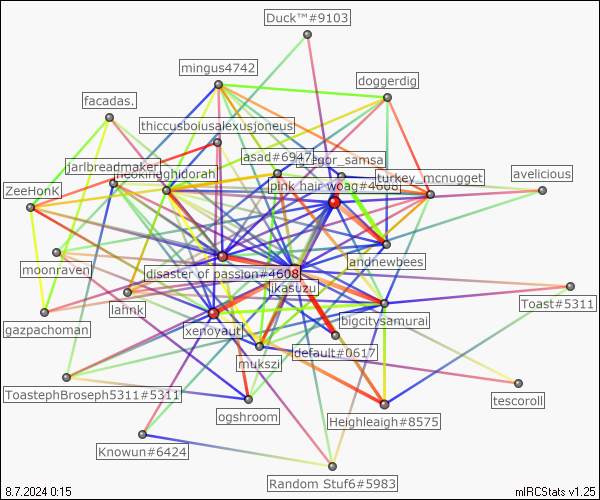 Duck™#9103
mingus4742
doggerdig
facadas.
thiccusboiusalexusjoneus
asad#6947
gregor_samsa
jarlbreadmaker
turkey_mcnugget
avelicious
pink hair woag#4608
ZeeHonk
moonraven
disaster of passion#4608
andnewbees
ikasuzu
lahnk
Toast#5311
gazpachoman
xenoyaut
bigcitysamurai
default#0617
mukszi
ToastephBroseph5311#5311
tescoroll
ogshroom
Heighleaigh#8575
Knowun#6424
Random Stuf6#5983
8.7.2024 0:15
mIRCStats v1.25